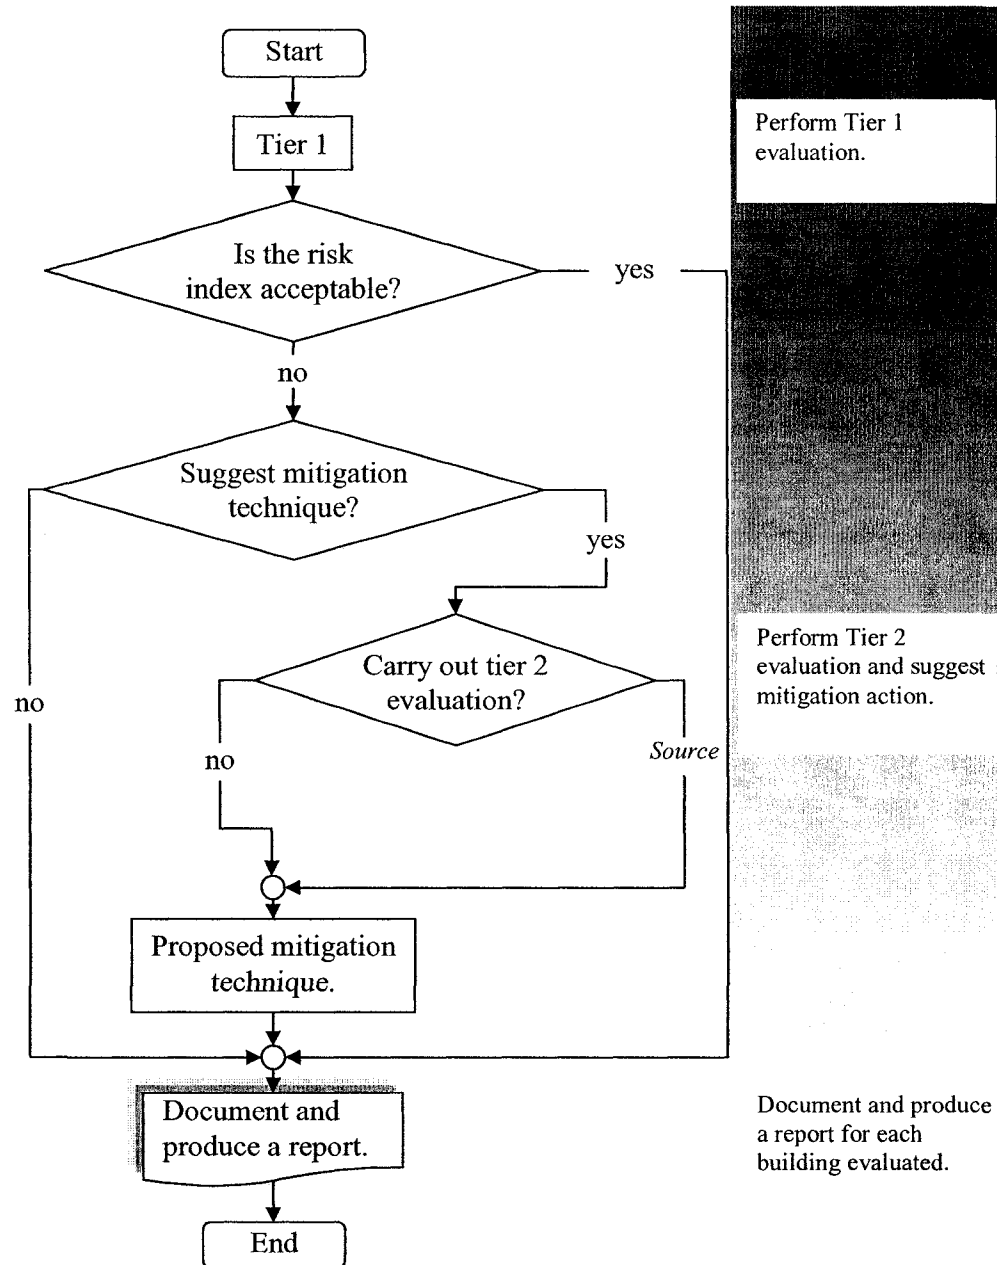 Start
Tier 1
Perform Tier 1
evaluation.
Is the risk
index acceptable?
yes
no
Suggest mitigation
technique?
yes
no
Carry out tier 2
evaluation?
Perform Tier 2
evaluation and suggest
mitigation action.
no
Source
Proposed mitigation
technique.
Document and
produce a report.
Document and produce
a report for each
building evaluated.
End